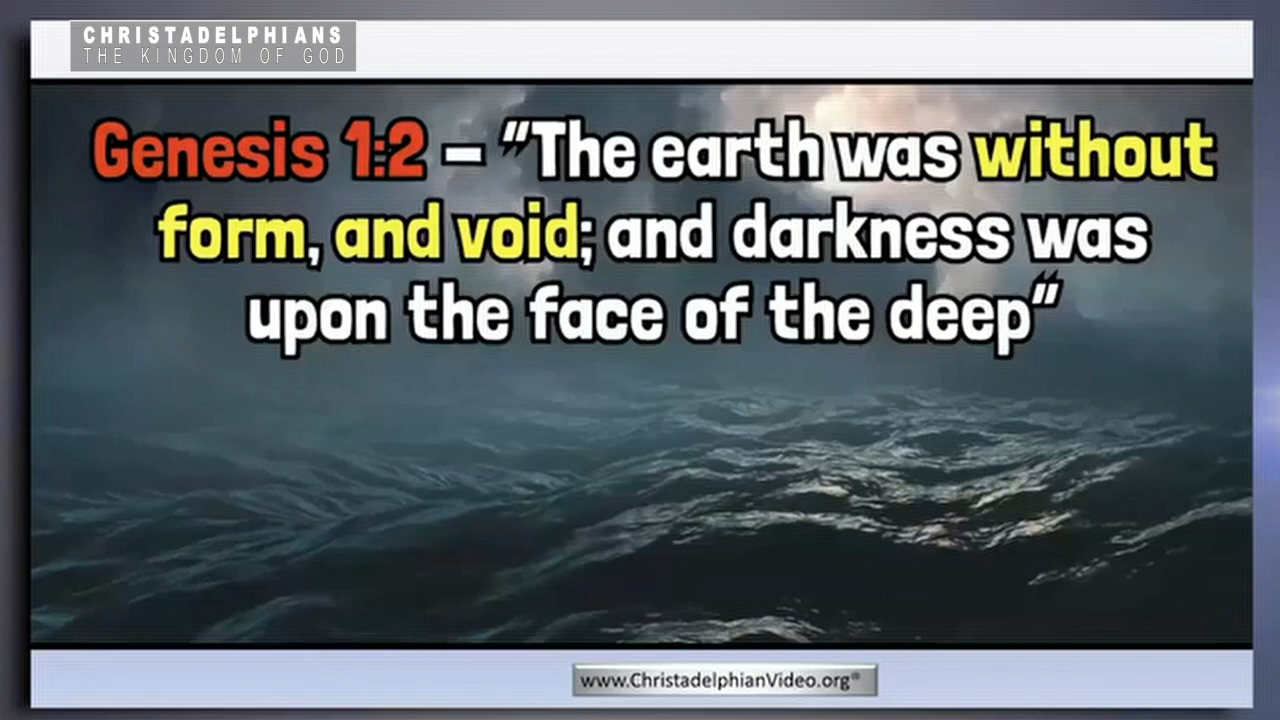 CHRISTADELPHIANS
THE KINGDOM OF GOD
Genesis 1:2 – "The earth was without
form, and void; and darkness was
upon the face of the deep"
www.ChristadelphianVideo.org®